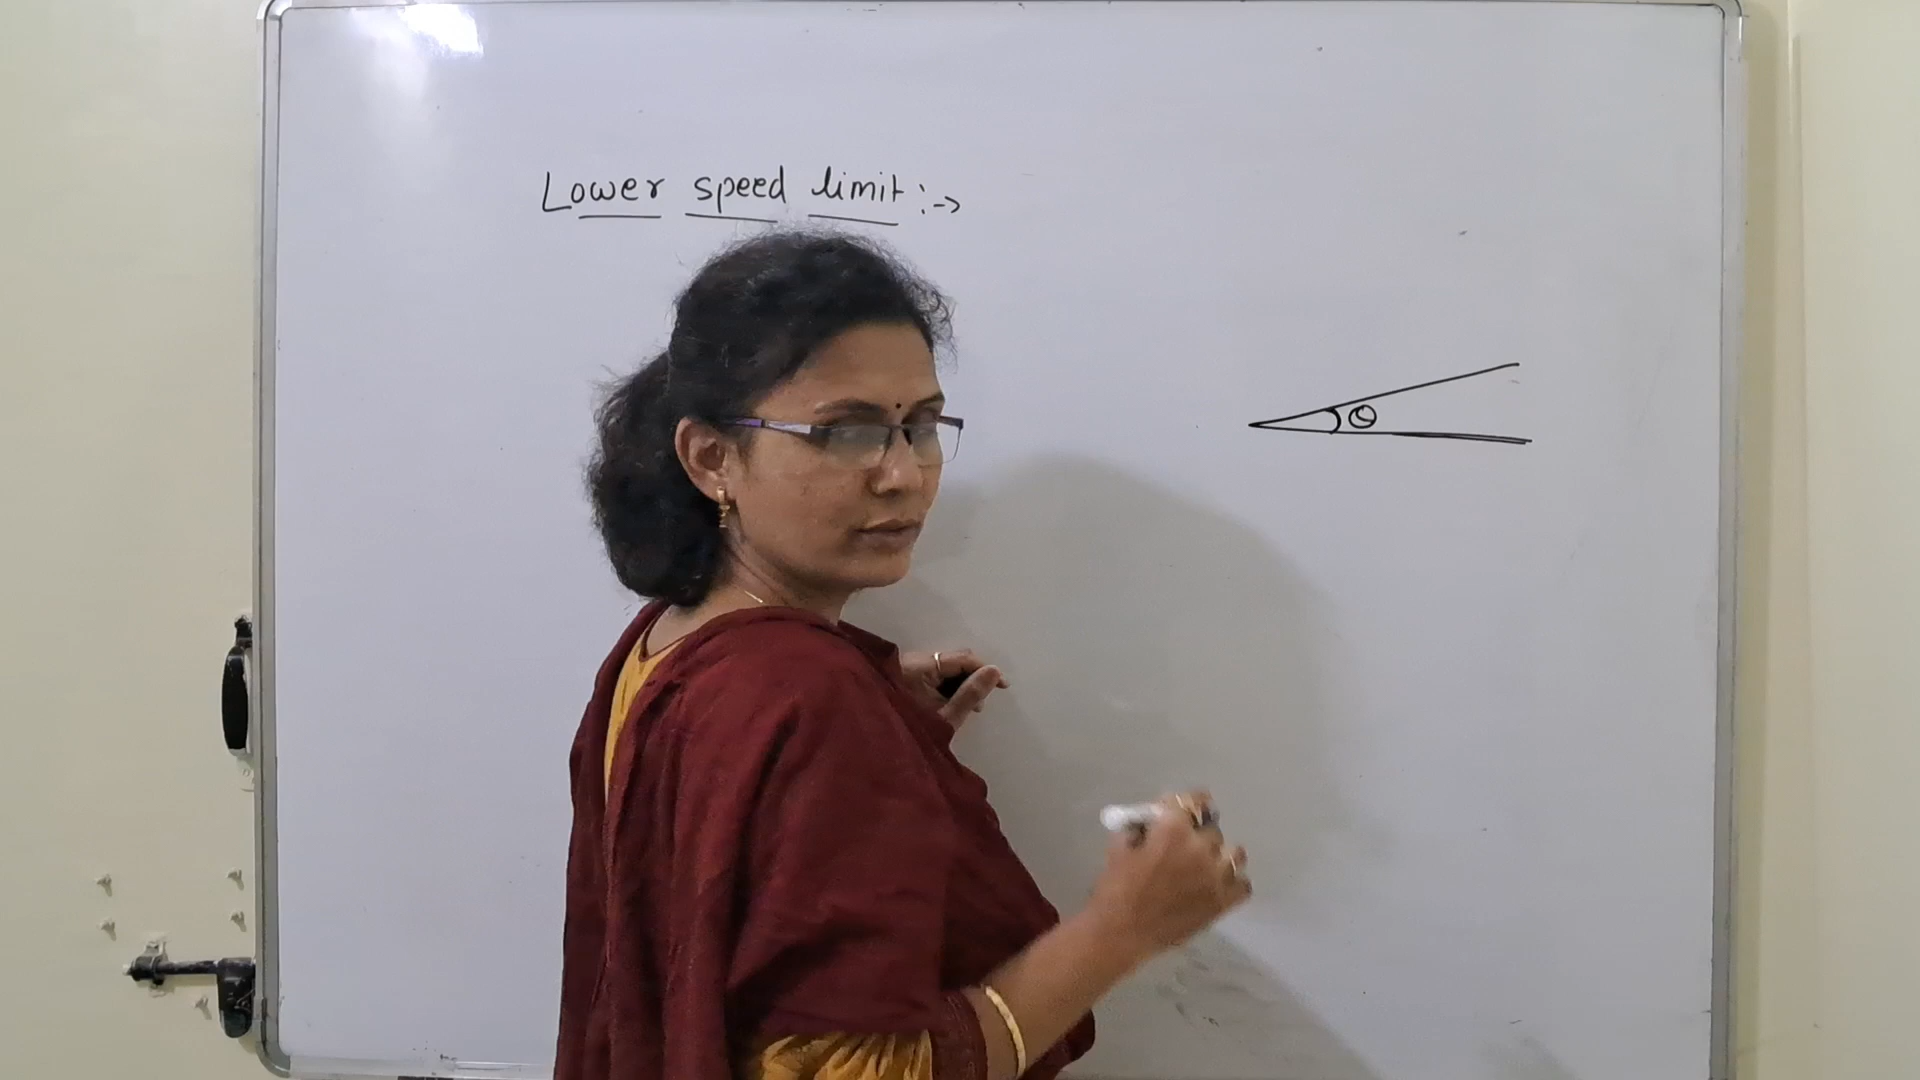 Lower speed limit :->
θ